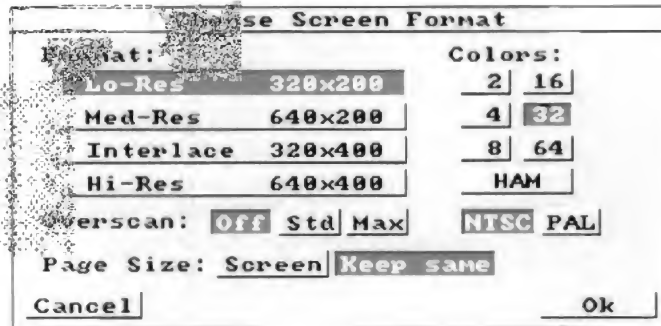 Screen Format
Colors:
Lo-Res 320x200 2 16
Med-Res 640x200 4 32
Interlace 320x400 8 64
Hi-Res 640x400 HAM
Off Std Max NTSC PAL
Page Size: Screen Keep same
Cancel Ok